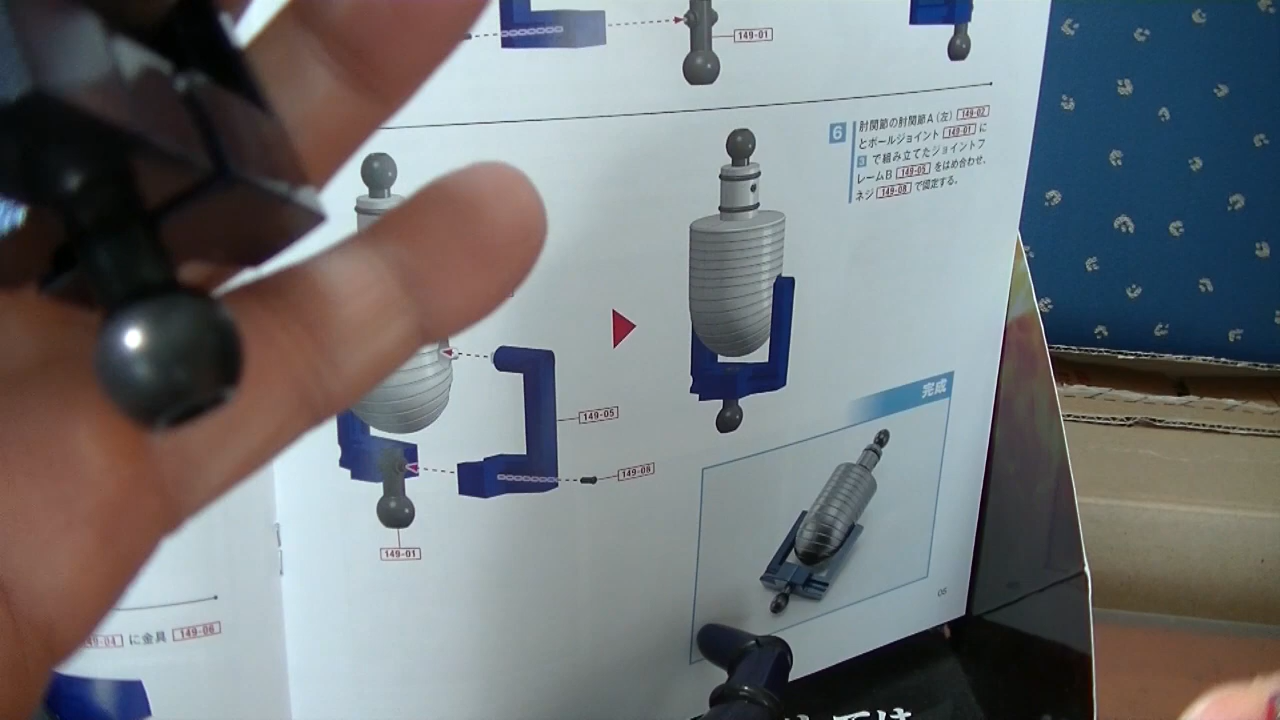 149-01
6
肘関節の肘関節A（左）149-02
とボールジョイント 149-01 に
3 で組み立てたジョイントフ
レームB 149-05 をはめ合わせ、
ネジ 149-08 で固定する。
149-05
149-08
149-01
完成
に金具 149-06
06